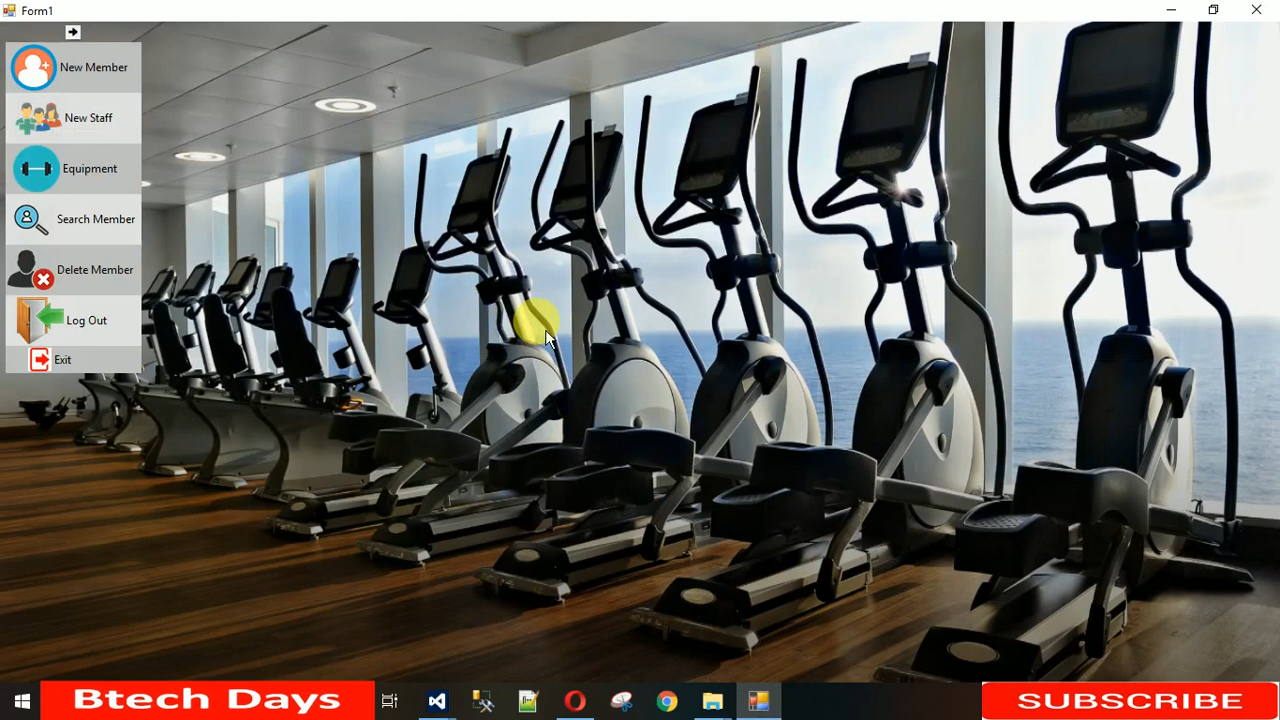 Form1
New Member
New Staff
Equipment
Search Member
Delete Member
Log Out
Exit
Btech Days
SUBSCRIBE